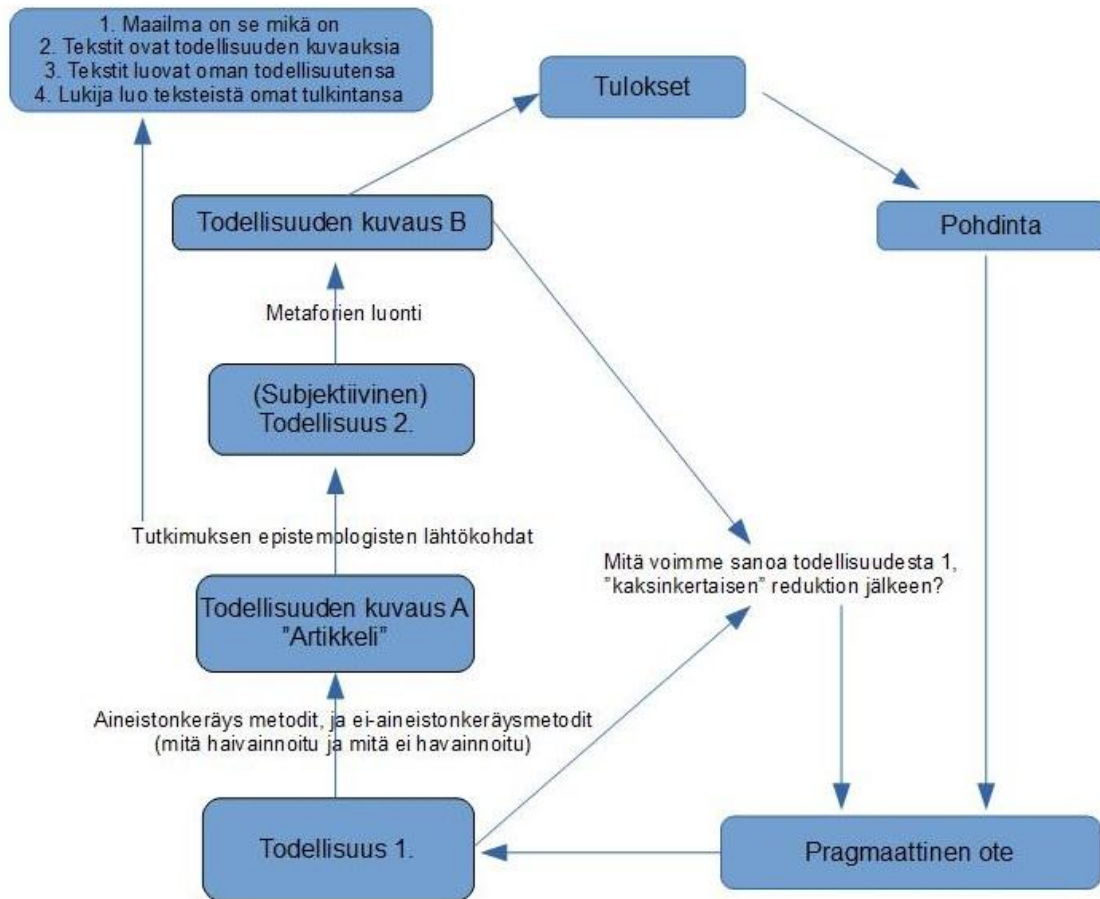 1. Maailma on se mikä on
2. Tekstit ovat todellisuuden kuvauksia
3. Tekstit luovat oman todellisuutensa
4. Lukija luo teksteistä omat tulkintansa
Tulokset
Todellisuuden kuvaus B
Pohdinta
Metaforien luonti
(Subjektiivinen)
Todellisuus 2.
Tutkimuksen epistemologisten lähtökohdat
Mitä voimme sanoa todellisuudesta 1,
”kaksinkertaisen” reduktion jälkeen?
Todellisuuden kuvaus A
”Artikkeli”
Aineistonkeräys metodit, ja ei-aineistonkeräysmetodit
(mitä haivainnoitu ja mitä ei havainnoitu)
Todellisuus 1.
Pragmaattinen ote